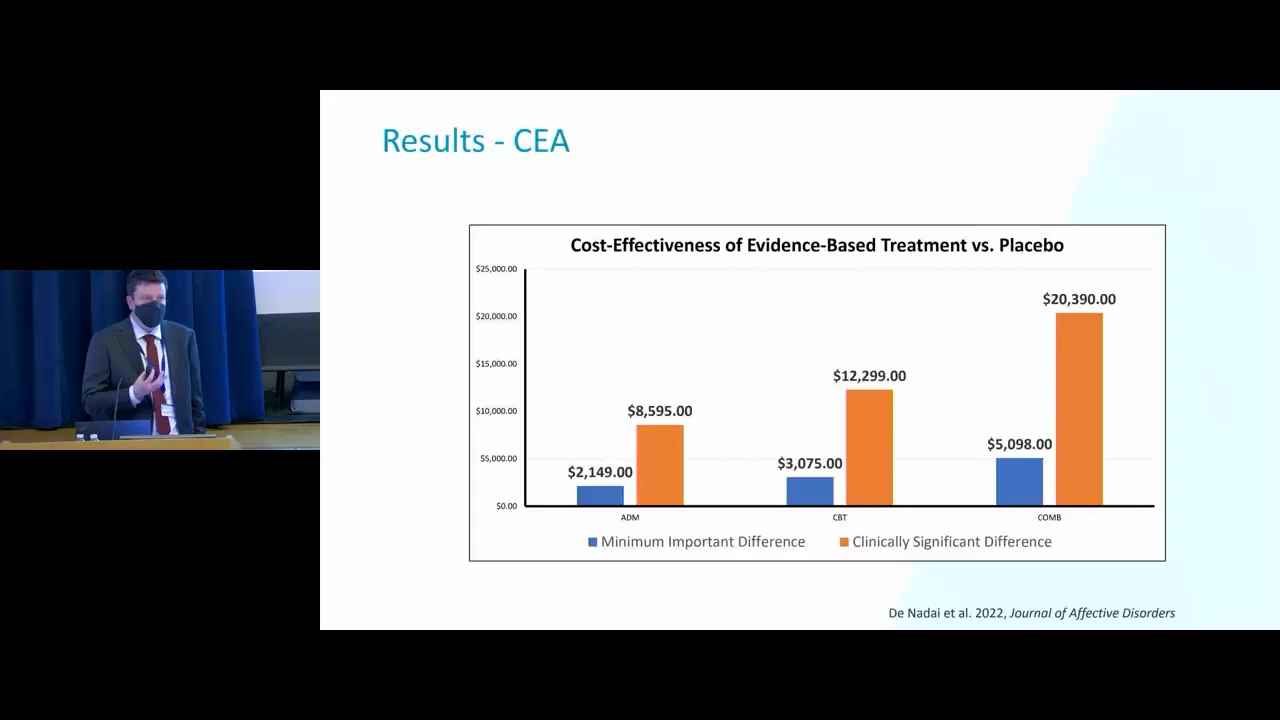 Results - CEA
Cost-Effectiveness of Evidence-Based Treatment vs. Placebo
$25,000.00
$20,000.00
$15,000.00
$10,000.00
$5,000.00
$0.00
$2,149.00
$8,595.00
$3,075.00
$12,299.00
$5,098.00
$20,390.00
ADM
CBT
COMB
Minimum Important Difference
Clinically Significant Difference
De Nadai et al. 2022, Journal of Affective Disorders